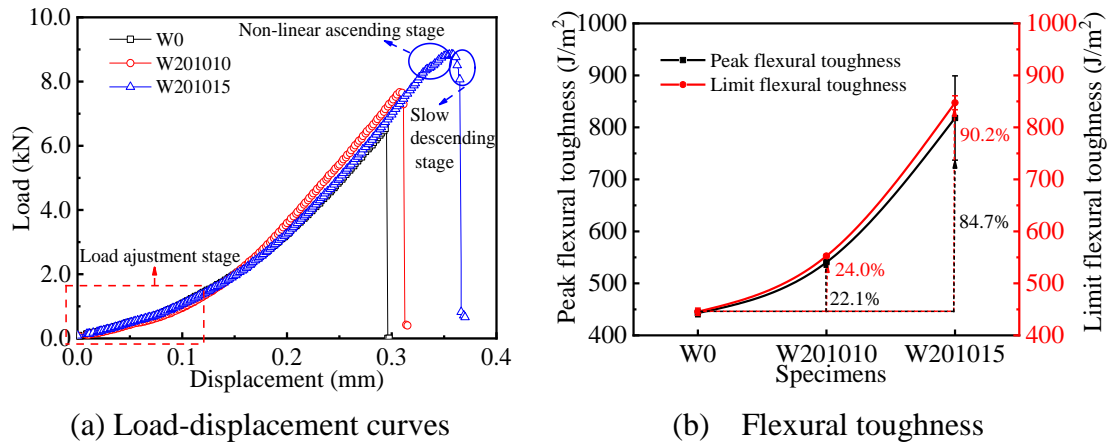 10.0
8.0
6.0
4.0
2.0
0.0
Load (kN)
0.0 0.1 0.2 0.3 0.4
Displacement (mm)
W0
W201010
W201015
Non-linear ascending stage
Slow
descending
stage
Load ajustment stage
(a) Load-displacement curves
1000
900
800
700
600
500
400
Peak flexural toughness (J/m²)
Peak flexural toughness
Limit flexural toughness
90.2%
84.7%
24.0%
22.1%
W0 W201010 W201015
Specimens
1000
900
800
700
600
500
400
Limit flexural toughness (J/m²)
(b) Flexural toughness